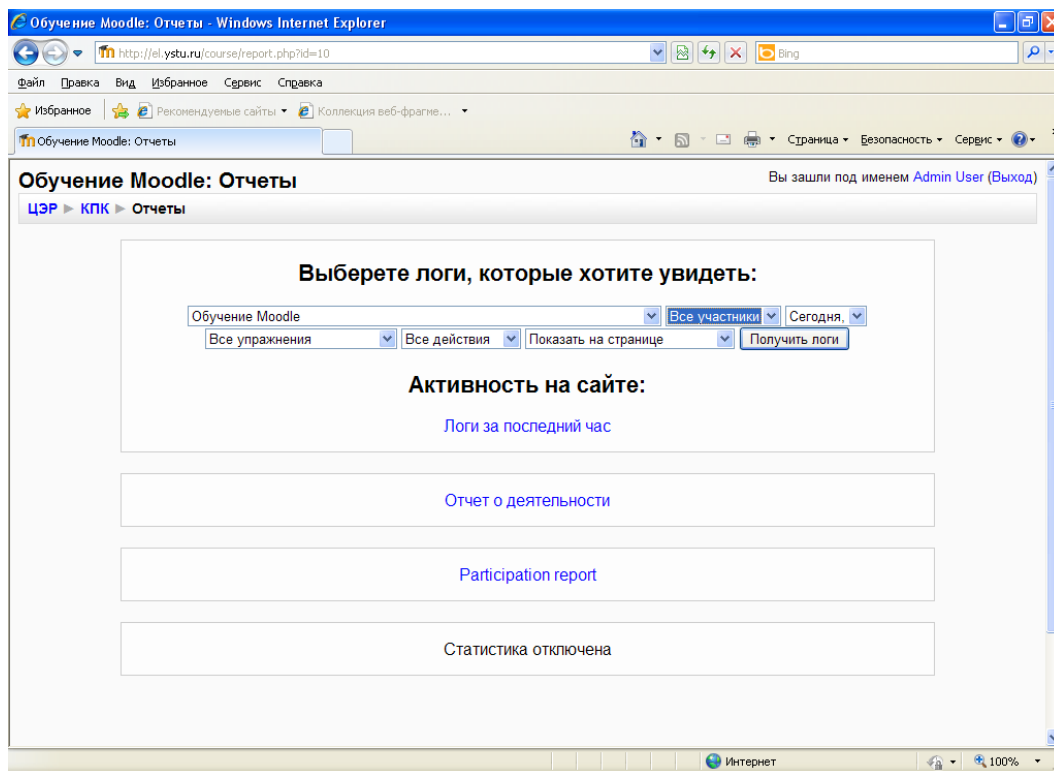 Обучение Moodle: Отчеты - Windows Internet Explorer
http://el.ystu.ru/course/report.php?id=10
Bing
Файл Правка Вид Избранное Сервис Справка
Избранное Рекомендуемые сайты Коллекция веб-фрагме...
Обучение Moodle: Отчеты
Страница Безопасность Сервис
Обучение Moodle: Отчеты
Вы зашли под именем Admin User (Выход)
ЦЭР ► КПК ► Отчеты
Выберете логи, которые хотите увидеть:
Обучение Moodle Все участники Сегодня,
Все упражнения Все действия Показать на странице Получить логи
Активность на сайте:
Логи за последний час
Отчет о деятельности
Participation report
Статистика отключена
Интернет 100%